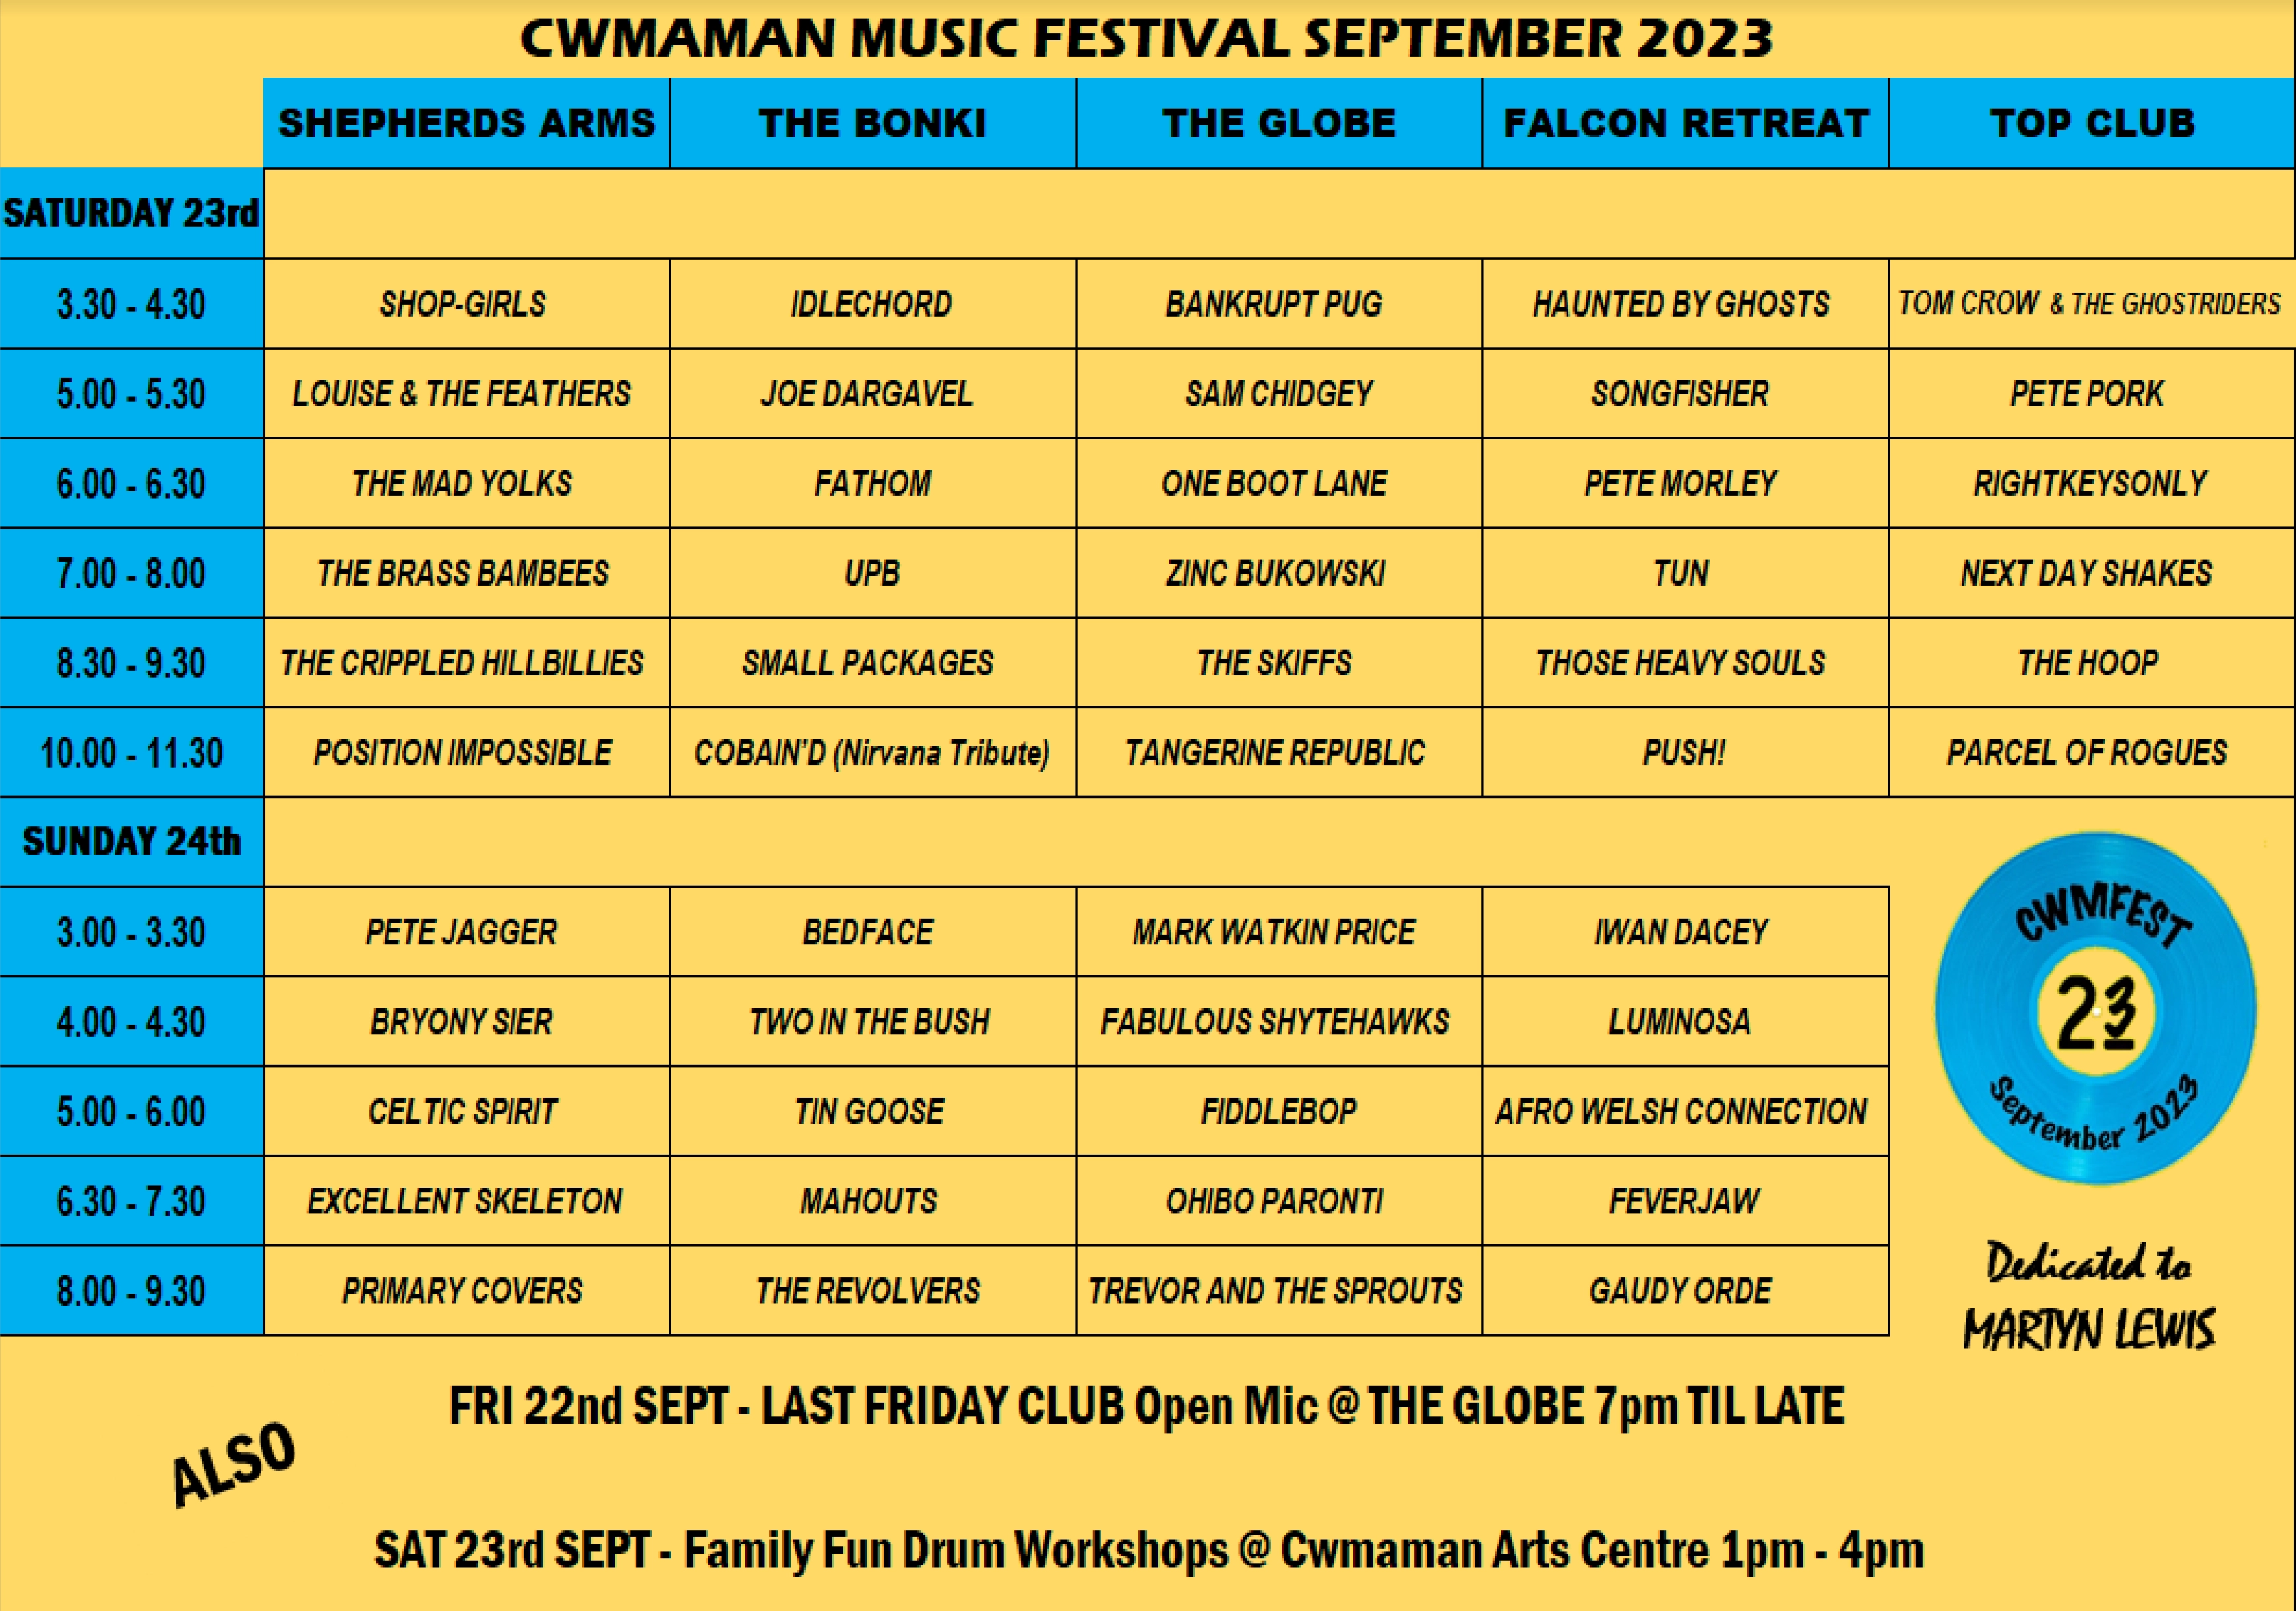 CWMAMAN MUSIC FESTIVAL SEPTEMBER 2023
SHEPHERDS ARMS THE BONKI THE GLOBE FALCON RETREAT TOP CLUB
SATURDAY 23rd
3.30 - 4.30 SHOP-GIRLS IDLECHORD BANKRUPT PUG HAUNTED BY GHOSTS TOM CROW & THE GHOSTRIDERS
5.00 - 5.30 LOUISE & THE FEATHERS JOE DARGAVEL SAM CHIDGEY SONGFISHER PETE PORK
6.00 - 6.30 THE MAD YOLKS FATHOM ONE BOOT LANE PETE MORLEY RIGHTKEYSONLY
7.00 - 8.00 THE BRASS BAMBEES UPB ZINC BUKOWSKI TUN NEXT DAY SHAKES
8.30 - 9.30 THE CRIPPLED HILLBILLIES SMALL PACKAGES THE SKIFFS THOSE HEAVY SOULS THE HOOP
10.00 - 11.30 POSITION IMPOSSIBLE COBAIN'D (Nirvana Tribute) TANGERINE REPUBLIC PUSH! PARCEL OF ROGUES
SUNDAY 24th
3.00 - 3.30 PETE JAGGER BEDFACE MARK WATKIN PRICE IWAN DACEY
4.00 - 4.30 BRYONY SIER TWO IN THE BUSH FABULOUS SHYTEHAWKS LUMINOSA
5.00 - 6.00 CELTIC SPIRIT TIN GOOSE FIDDLEBOP AFRO WELSH CONNECTION
6.30 - 7.30 EXCELLENT SKELETON MAHOUTS OHIBO PARONTI FEVERJAW
8.00 - 9.30 PRIMARY COVERS THE REVOLVERS TREVOR AND THE SPROUTS GAUDY ORDE
CWMFEST
23
September 2023
Dedicated to
MARTYN LEWIS
ALSO
FRI 22nd SEPT - LAST FRIDAY CLUB Open Mic @ THE GLOBE 7pm TIL LATE
SAT 23rd SEPT - Family Fun Drum Workshops @ Cwmaman Arts Centre 1pm - 4pm